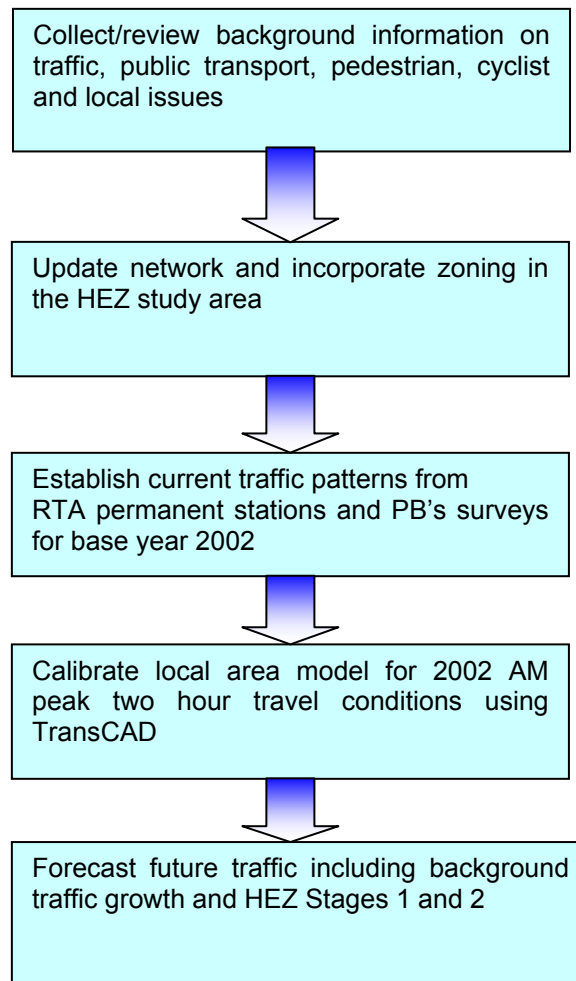 Collect/review background information on
traffic, public transport, pedestrian, cyclist
and local issues
Update network and incorporate zoning in
the HEZ study area
Establish current traffic patterns from
RTA permanent stations and PB's surveys
for base year 2002
Calibrate local area model for 2002 AM
peak two hour travel conditions using
TransCAD
Forecast future traffic including background
traffic growth and HEZ Stages 1 and 2